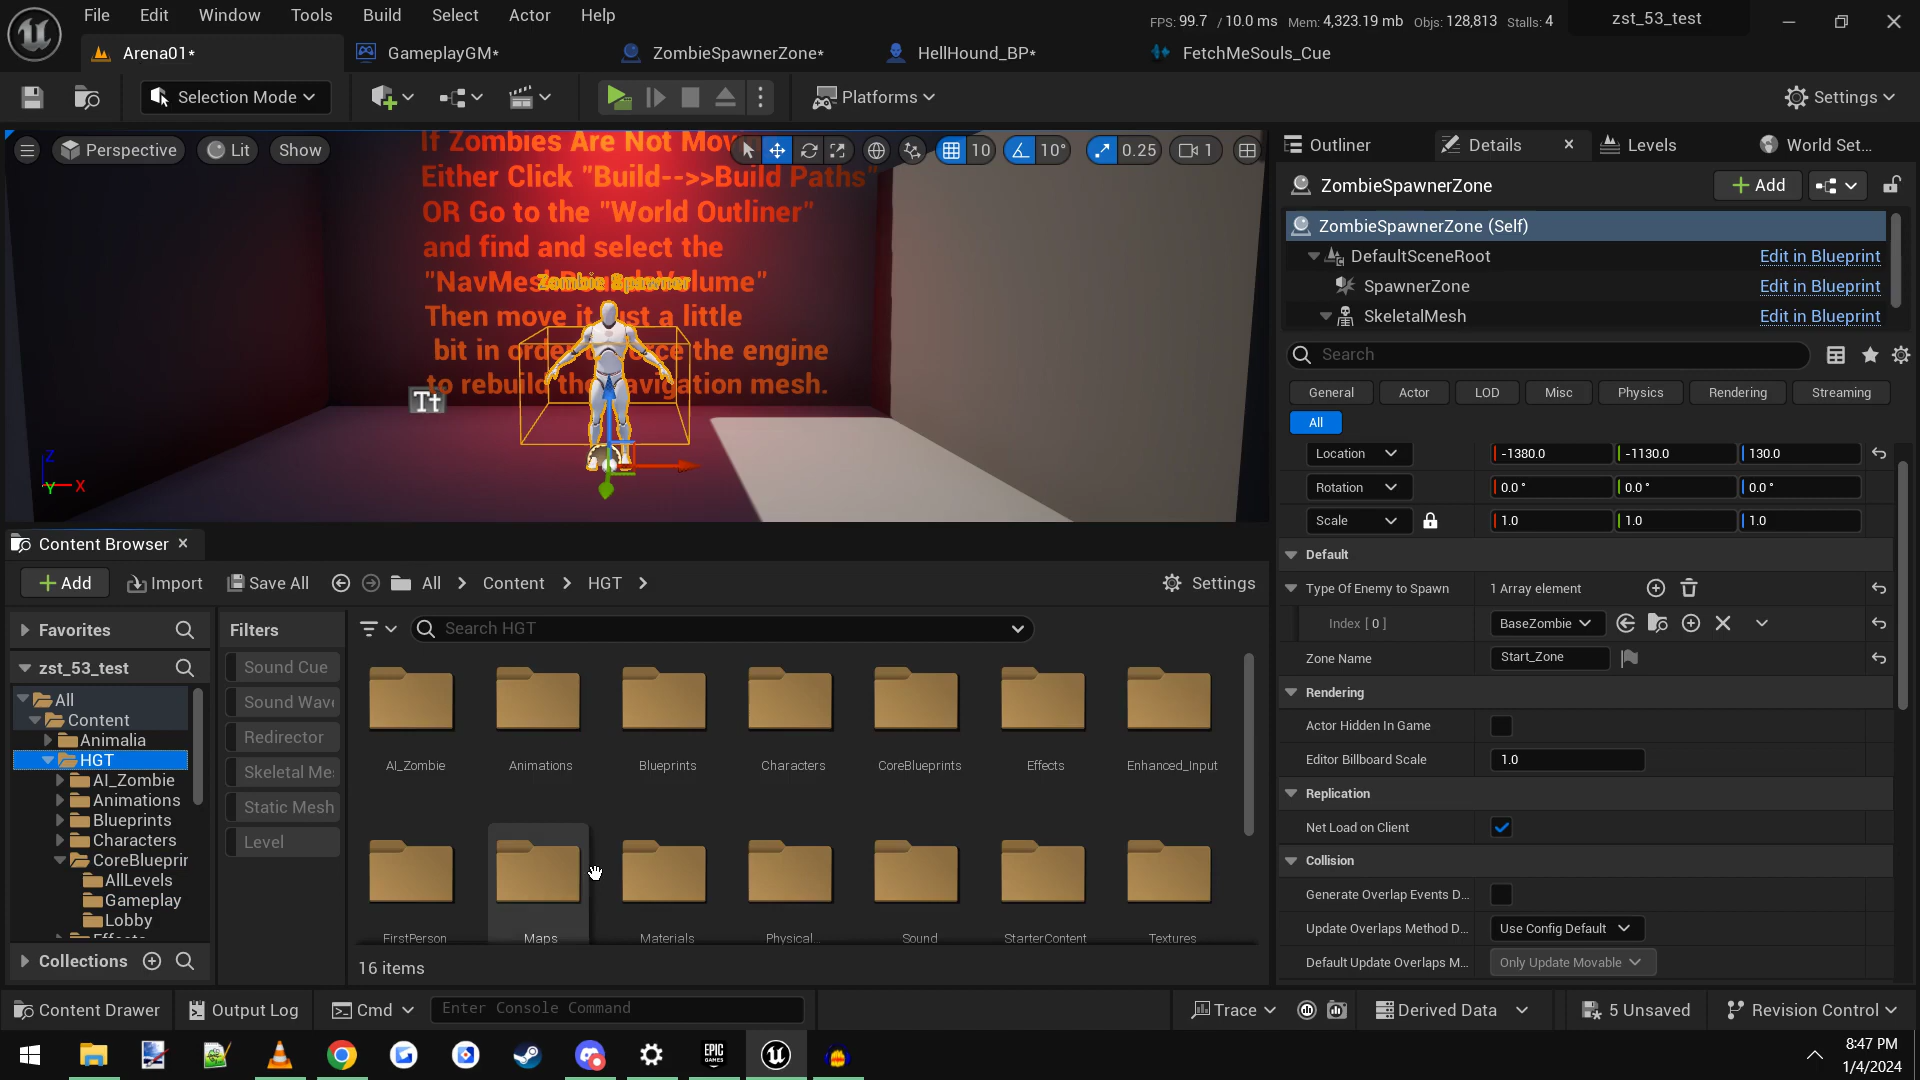 File Edit Window Tools Build Select Actor Help
FPS: 99.7 / 10.0 ms Mem: 4,323.19 mb Objs: 128,813 Stalls: 4
zst_53_test
Arena01*
GameplayGM*
ZombieSpawnerZone*
HellHound_BP*
FetchMeSouls_Cue
Selection Mode
Platforms
Settings
Perspective
Lit
Show
10
10°
0.25
1
If Zombies Are Not Mov
Either Click "Build-->>Build Paths"
OR Go to the "World Outliner"
and find and select the
Zombie Spawner
Then move it just a little
the engine
to rebuild the navigation mesh.
Tt
Z
X
Y
Outliner
Details
Levels
World Set...
ZombieSpawnerZone
Add
ZombieSpawnerZone (Self)
DefaultSceneRoot Edit in Blueprint
SpawnerZone Edit in Blueprint
SkeletalMesh Edit in Blueprint
Search
General Actor LOD Misc Physics Rendering Streaming
All
Location -1380.0 -1130.0 130.0
Rotation 0.0 ° 0.0 ° 0.0 °
Scale 1.0 1.0 1.0
Default
Type Of Enemy to Spawn 1 Array element
Index [ 0 ] BaseZombie
Zone Name Start_Zone
Rendering
Actor Hidden In Game
Editor Billboard Scale 1.0
Replication
Net Load on Client
Collision
Generate Overlap Events D...
Update Overlaps Method D... Use Config Default
Default Update Overlaps M... Only Update Movable
Content Browser
Add Import Save All All Content HGT Settings
Favorites
zst_53_test
All
Content
Animalia
HGT
AI_Zombie
Animations
Blueprints
Characters
CoreBlueprir
AllLevels
Gameplay
Lobby
Collections
Filters
Sound Cue
Sound Wav
Redirector
Skeletal Me
Static Mesh
Level
Search HGT
AI_Zombie Animations Blueprints Characters CoreBlueprints Effects Enhanced_Input
FirstPerson Maps Materials Physical... Sound StarterContent Textures
16 items
Content Drawer Output Log Cmd Enter Console Command Trace Derived Data 5 Unsaved Revision Control
EPIC GAMES
8:47 PM
1/4/2024